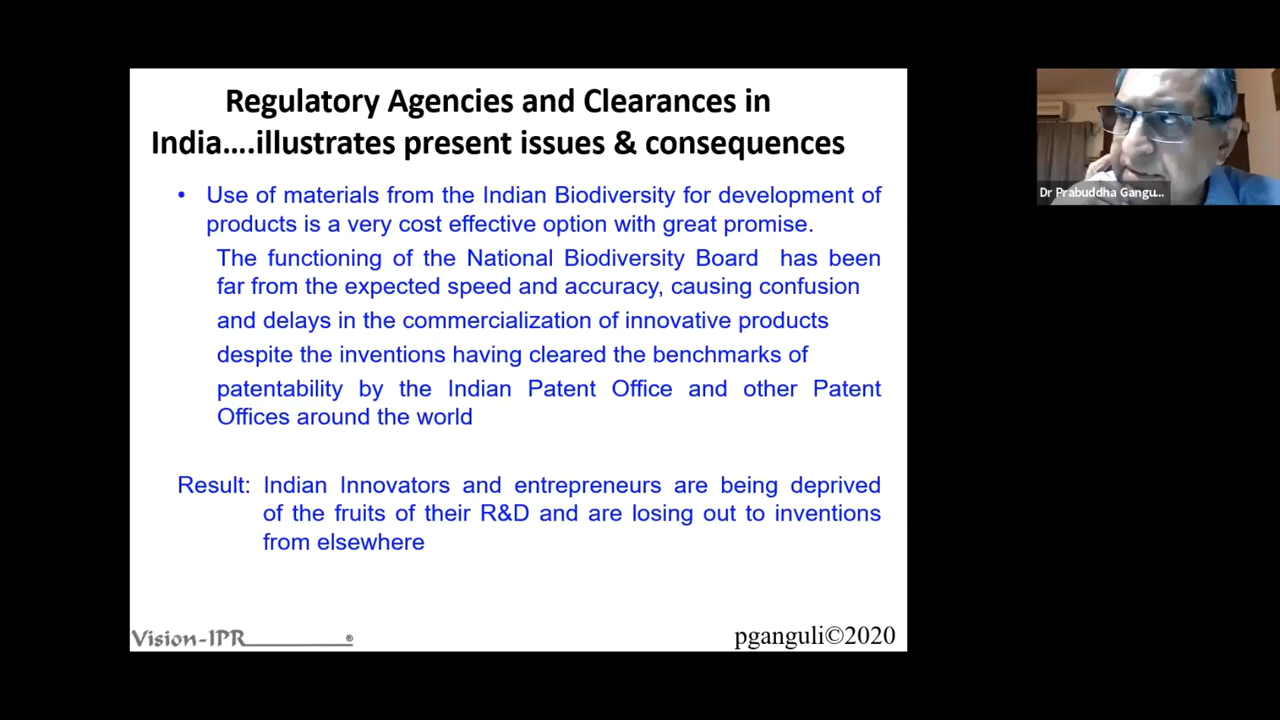 Regulatory Agencies and Clearances in
India....illustrates present issues & consequences
• Use of materials from the Indian Biodiversity for development of
products is a very cost effective option with great promise.
The functioning of the National Biodiversity Board has been
far from the expected speed and accuracy, causing confusion
and delays in the commercialization of innovative products
despite the inventions having cleared the benchmarks of
patentability by the Indian Patent Office and other Patent
Offices around the world
Result: Indian Innovators and entrepreneurs are being deprived
of the fruits of their R&D and are losing out to inventions
from elsewhere
Vision-IPR ®
pganguli©2020
Dr Prabuddha Gangu...